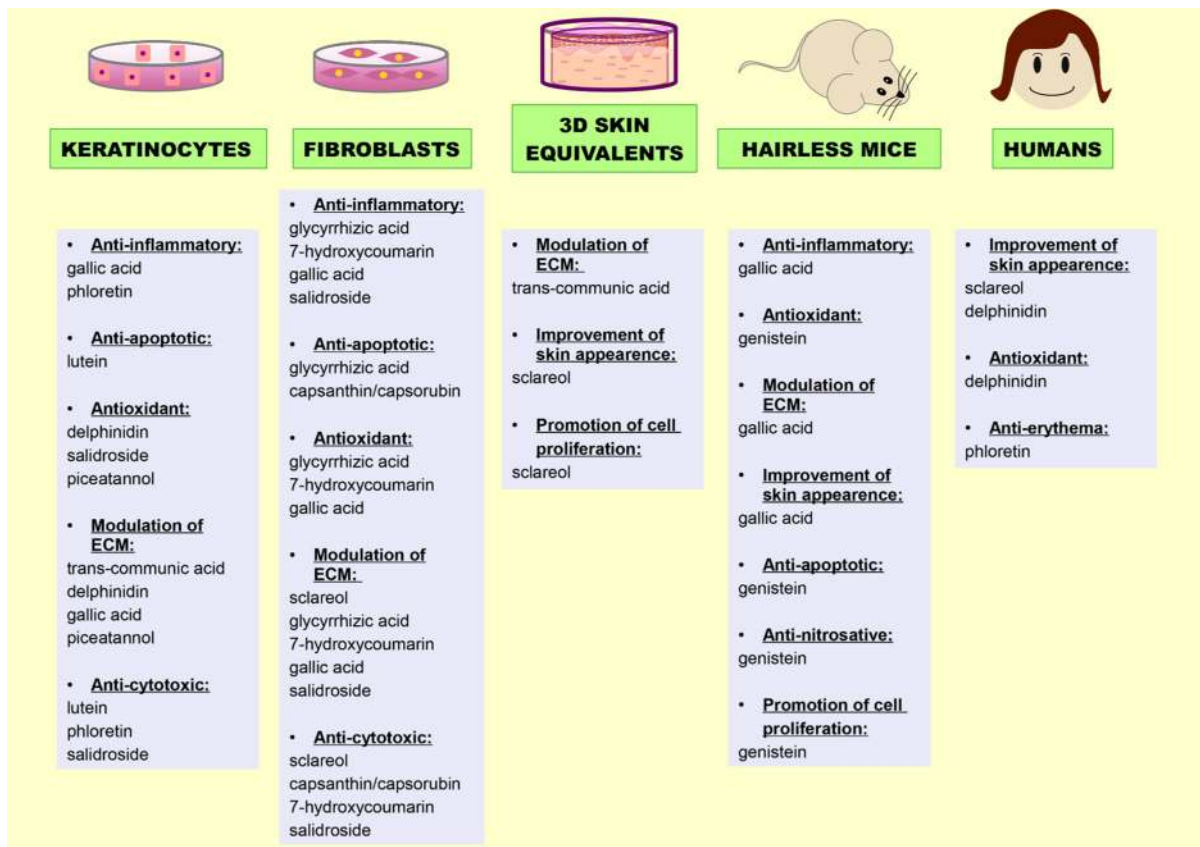 KERATINOCYTES
• Anti-inflammatory:
gallic acid
phloretin
• Anti-apoptotic:
lutein
• Antioxidant:
delphinidin
salidroside
piceatannol
• Modulation of
ECM:
trans-communic acid
delphinidin
gallic acid
piceatannol
• Anti-cytotoxic:
lutein
phloretin
salidroside
FIBROBLASTS
• Anti-inflammatory:
glycyrrhizic acid
7-hydroxycoumarin
gallic acid
salidroside
• Anti-apoptotic:
glycyrrhizic acid
capsanthin/capsorubin
• Antioxidant:
glycyrrhizic acid
7-hydroxycoumarin
gallic acid
• Modulation of
ECM:
sclareol
glycyrrhizic acid
7-hydroxycoumarin
gallic acid
salidroside
• Anti-cytotoxic:
sclareol
capsanthin/capsorubin
7-hydroxycoumarin
salidroside
3D SKIN
EQUIVALENTS
• Modulation of
ECM:
trans-communic acid
• Improvement of
skin appearence:
sclareol
• Promotion of cell
proliferation:
sclareol
HAIRLESS MICE
• Anti-inflammatory:
gallic acid
• Antioxidant:
genistein
• Modulation of
ECM:
gallic acid
• Improvement of
skin appearence:
gallic acid
• Anti-apoptotic:
genistein
• Anti-nitrosative:
genistein
• Promotion of cell
proliferation:
genistein
HUMANS
• Improvement of
skin appearence:
sclareol
delphinidin
• Antioxidant:
delphinidin
• Anti-erythema:
phloretin